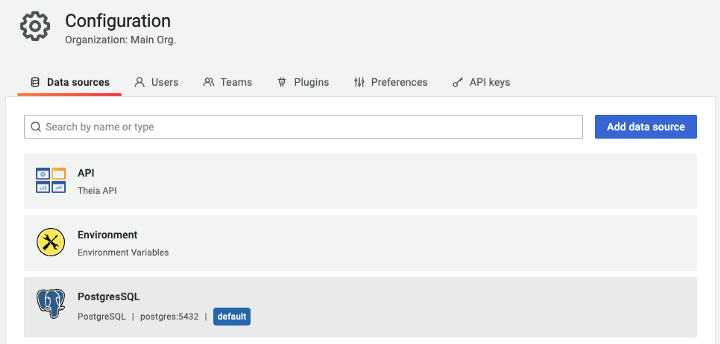 Configuration
Organization: Main Org.
Data sources Users Teams Plugins Preferences API keys
Search by name or type Add data source
API
Theia API
Environment
Environment Variables
PostgresSQL
PostgreSQL | postgres:5432 | default